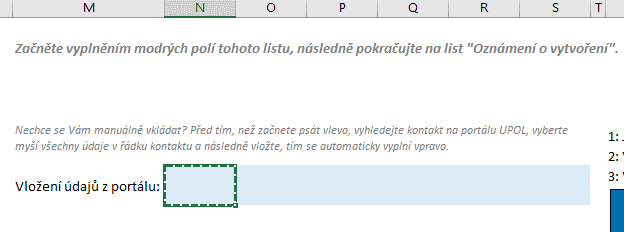 M N O P Q R S T
Začněte vyplněním modrých polí tohoto listu, následně pokračujte na list "Oznámení o vytvoření".
Nechce se Vám manuálně vkládat? Před tím, než začnete psát vlevo, vyhledejte kontakt na portálu UPOL, vyberte
myší všechny údaje v řádku kontaktu a následně vložte, tím se automaticky vyplní vpravo.
1:
2:
3:
Vložení údajů z portálu: